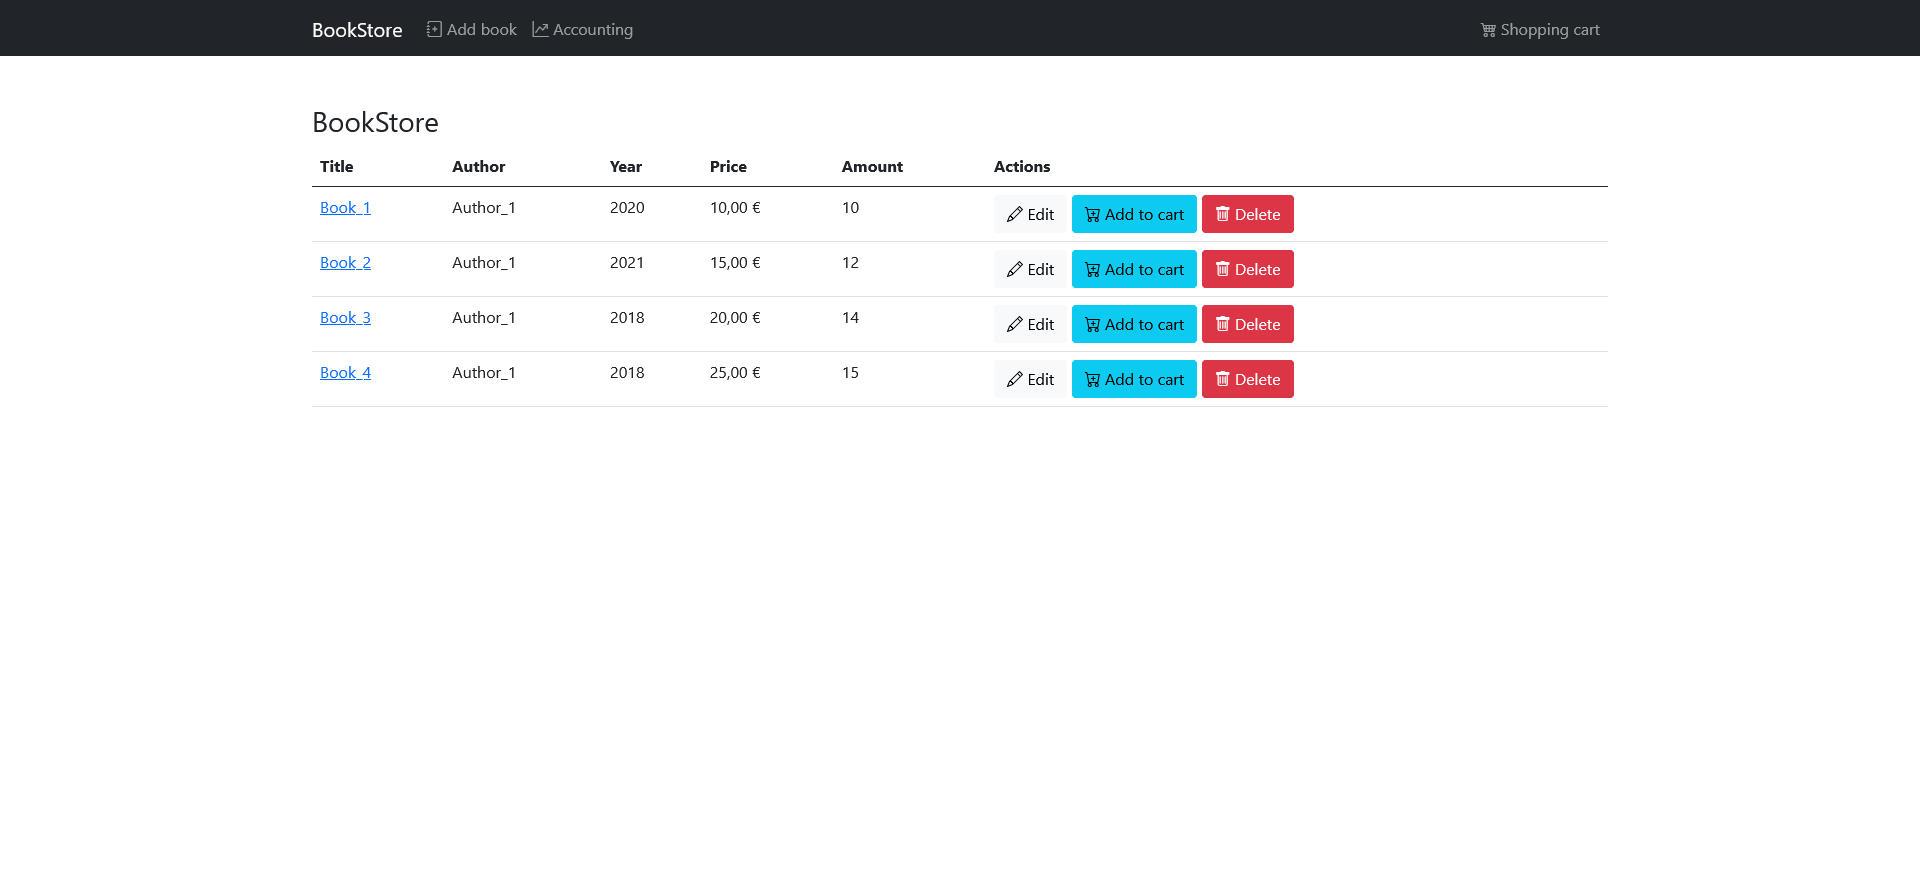 BookStore Add book Accounting Shopping cart
BookStore
Title Author Year Price Amount Actions
Book_1 Author_1 2020 10,00 € 10 Edit Add to cart Delete
Book_2 Author_1 2021 15,00 € 12 Edit Add to cart Delete
Book_3 Author_1 2018 20,00 € 14 Edit Add to cart Delete
Book_4 Author_1 2018 25,00 € 15 Edit Add to cart Delete